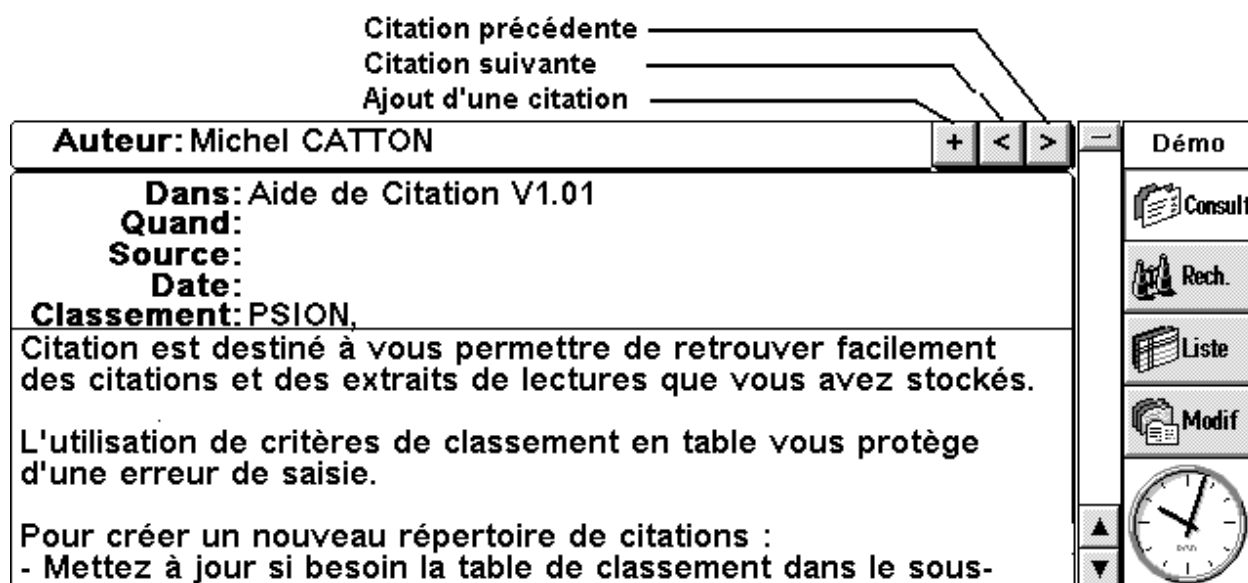 Citation précédente
Citation suivante
Ajout d'une citation
Auteur: Michel CATTON + < >
Démo
Dans: Aide de Citation V1.01
Quand:
Source:
Date:
Classement: PSION,
Consult
Rech.
Liste
Modif
Citation est destiné à vous permettre de retrouver facilement
des citations et des extraits de lectures que vous avez stockés.
L'utilisation de critères de classement en table vous protège
d'une erreur de saisie.
Pour créer un nouveau répertoire de citations :
- Mettez à jour si besoin la table de classement dans le sous-